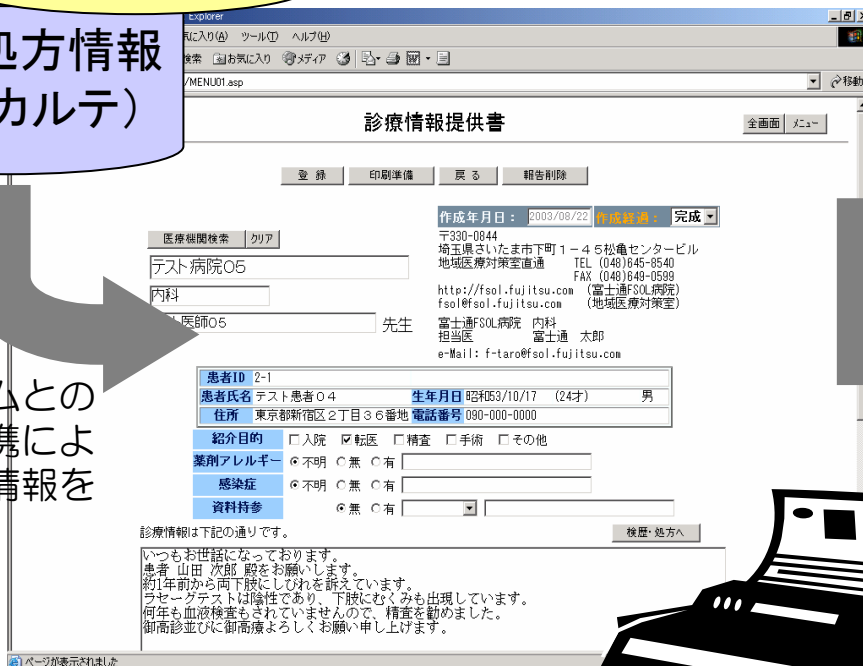 処方情報
カルテ）
Explorer
に入り(A) ツール(T) ヘルプ(H)
検索 お気に入り メディア
/MENU01.asp
移動
診療情報提供書
全画面 メニュー
登 録 印刷準備 戻 る 報告削除
作成年月日： 2003/08/22 作成経過： 完成
医療機関検索 クリア
〒330-0844
埼玉県さいたま市下町１－４５松亀センタービル
地域医療対策室直通 TEL (048)645-8540
FAX (048)649-0599
テスト病院05
http://fsol.fujitsu.com （富士通FSOL病院）
fsol@fsol.fujitsu.com （地域医療対策室）
内科
医師05 先生
富士通FSOL病院 内科
担当医 富士通 太郎
e-Mail: f-taro@fsol.fujitsu.com
患者ID 2-1
患者氏名 テスト患者０４ 生年月日 昭和53/10/17 （24才） 男
住所 東京都新宿区２丁目３６番地 電話番号 090-000-0000
ムとの
携によ
情報を
紹介目的 □入院 ☑転医 □精査 □手術 □その他
薬剤アレルギー ◉不明 ○無 ○有
感染症 ◉不明 ○無 ○有
資料持参 ◉無 ○有
診療情報は下記の通りです。
検歴･処方へ
いつもお世話になっております。
患者 山田 次郎 殿をお願いします。
約1年前から両下肢にしびれを訴えています。
ラセーグテストは陰性であり、下肢にむくみも出現しています。
何年も血液検査もされていませんので、精査を勧めました。
御高診並びに御高療よろしくお願い申し上げます。
ページが表示されました